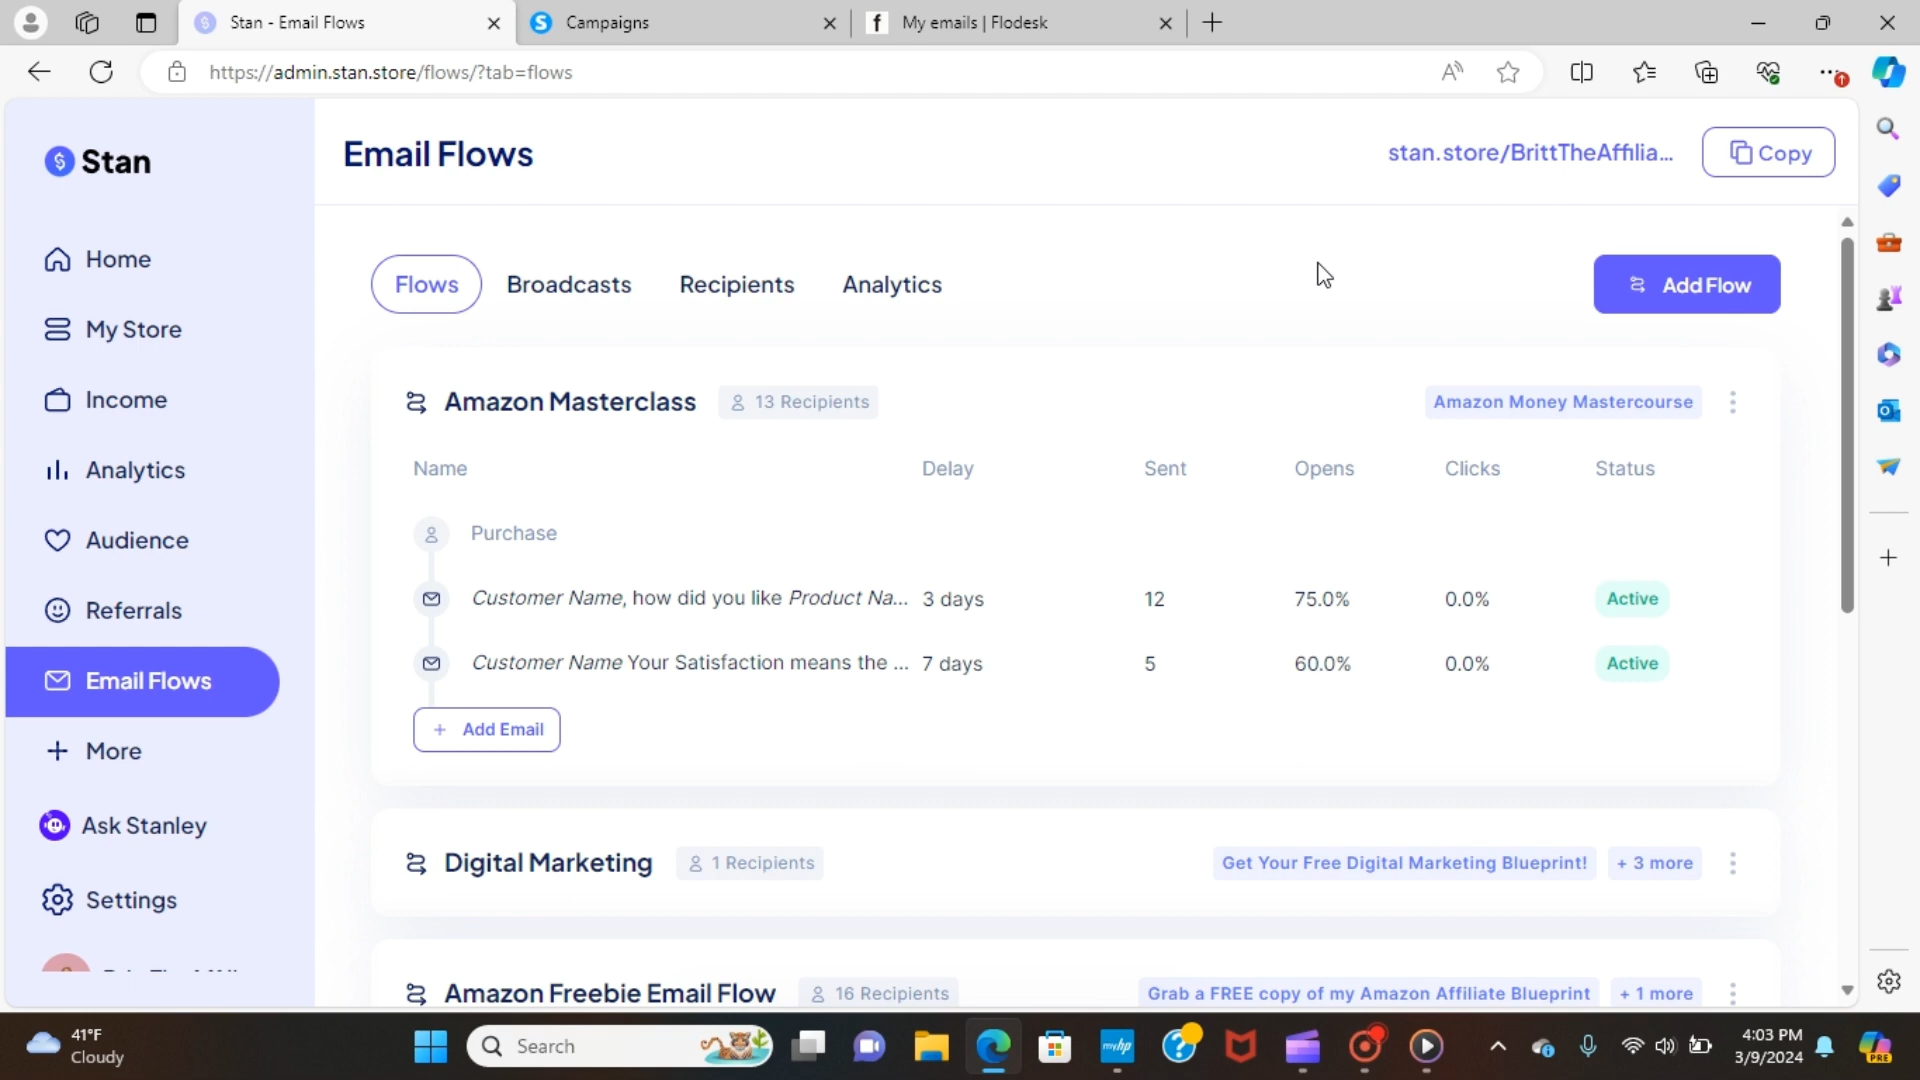 Stan - Email Flows
Campaigns
My emails | Flodesk
https://admin.stan.store/flows/?tab=flows
Stan
Email Flows
stan.store/BrittTheAffilia...
Copy
Home
My Store
Income
Analytics
Audience
Referrals
Email Flows
More
Ask Stanley
Settings
Flows Broadcasts Recipients Analytics
Add Flow
Amazon Masterclass 13 Recipients Amazon Money Mastercourse
Name Delay Sent Opens Clicks Status
Purchase
Customer Name, how did you like Product Na... 3 days 12 75.0% 0.0% Active
Customer Name Your Satisfaction means the ... 7 days 5 60.0% 0.0% Active
+ Add Email
Digital Marketing 1 Recipients Get Your Free Digital Marketing Blueprint! + 3 more
Amazon Freebie Email Flow 16 Recipients Grab a FREE copy of my Amazon Affiliate Blueprint + 1 more
41°F
Cloudy
Search
myhp
4:03 PM
3/9/2024
PRE